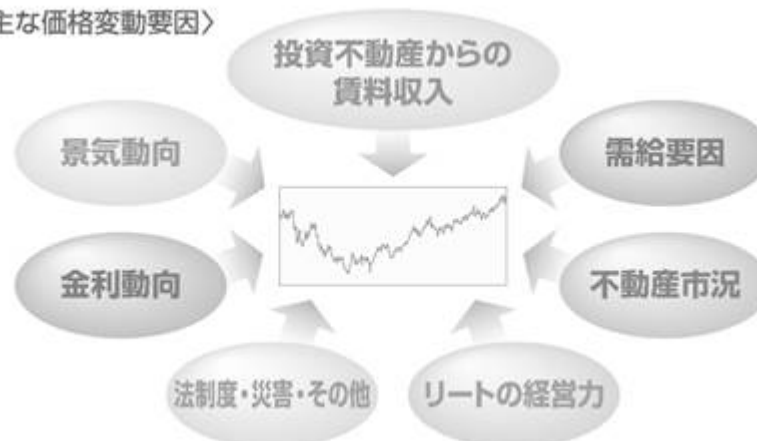 主な価格変動要因〉
投資不動産からの
賃料収入
景気動向
需給要因
金利動向
不動産市況
法制度・災害・その他
リートの経営力